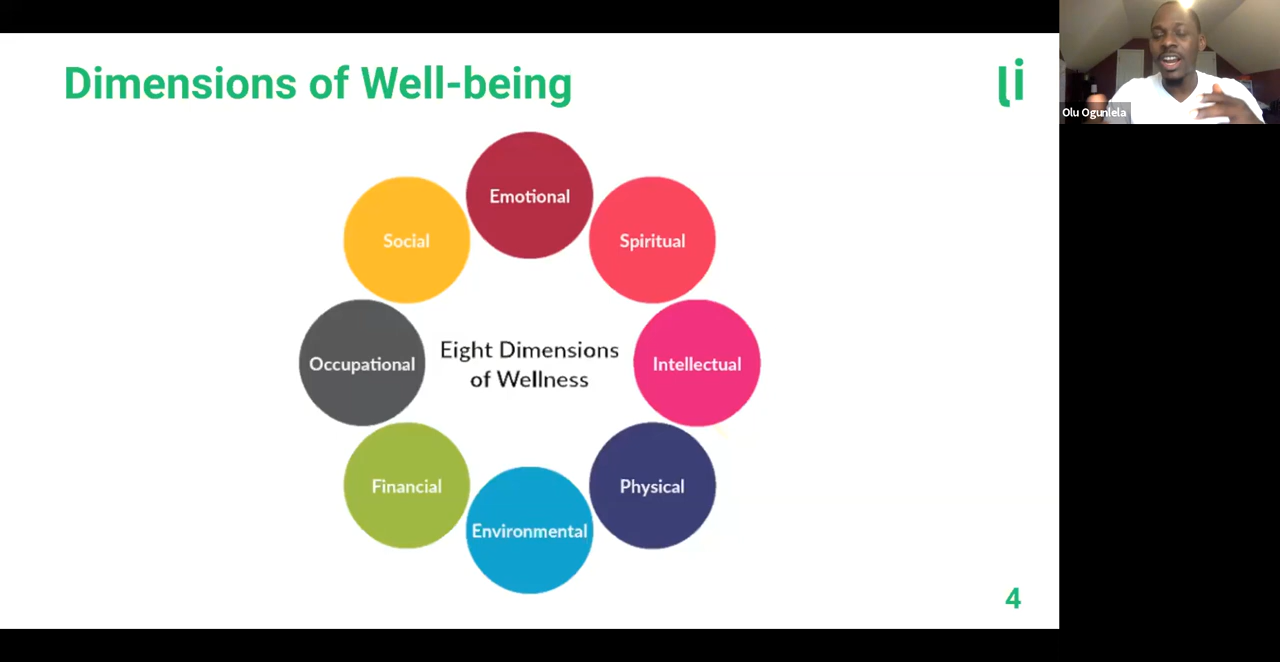 Dimensions of Well-being
li
Olu Ogunlela
Emotional
Social
Spiritual
Occupational
Eight Dimensions
of Wellness
Intellectual
Financial
Physical
Environmental
4